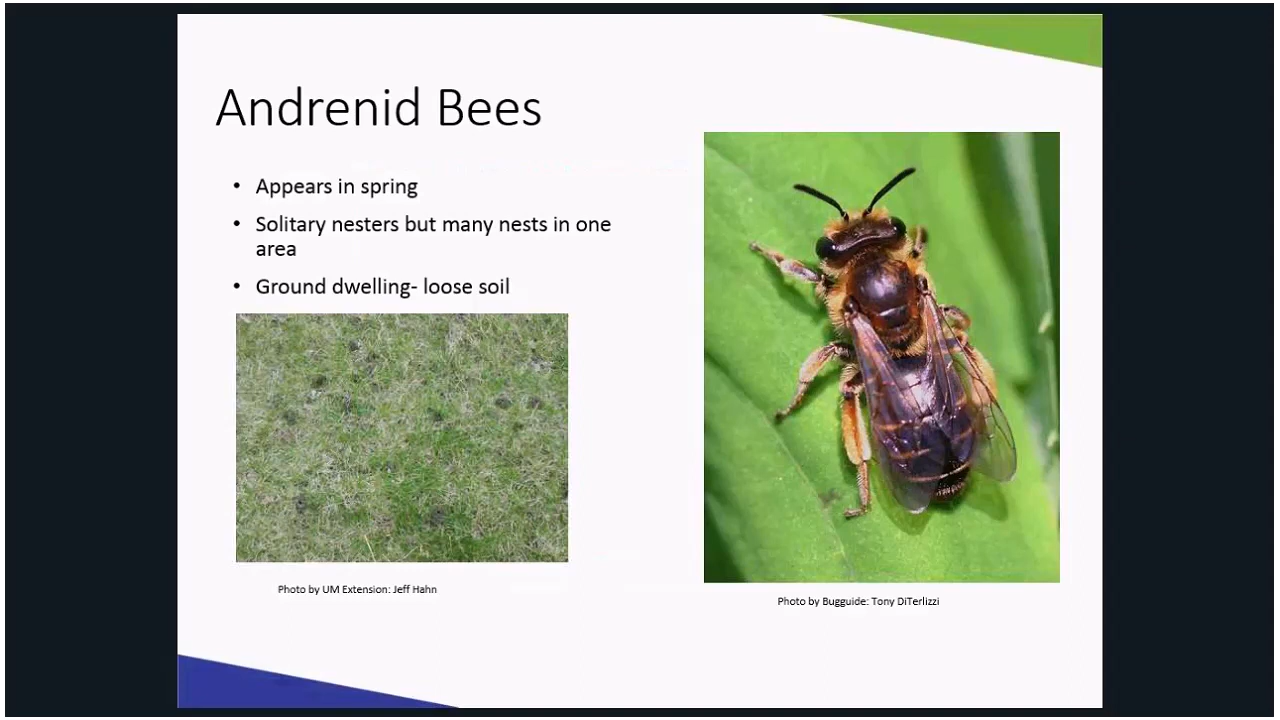 Andrenid Bees
• Appears in spring
• Solitary nesters but many nests in one
area
• Ground dwelling- loose soil
Photo by UM Extension: Jeff Hahn
Photo by Bugguide: Tony DiTerlizzi